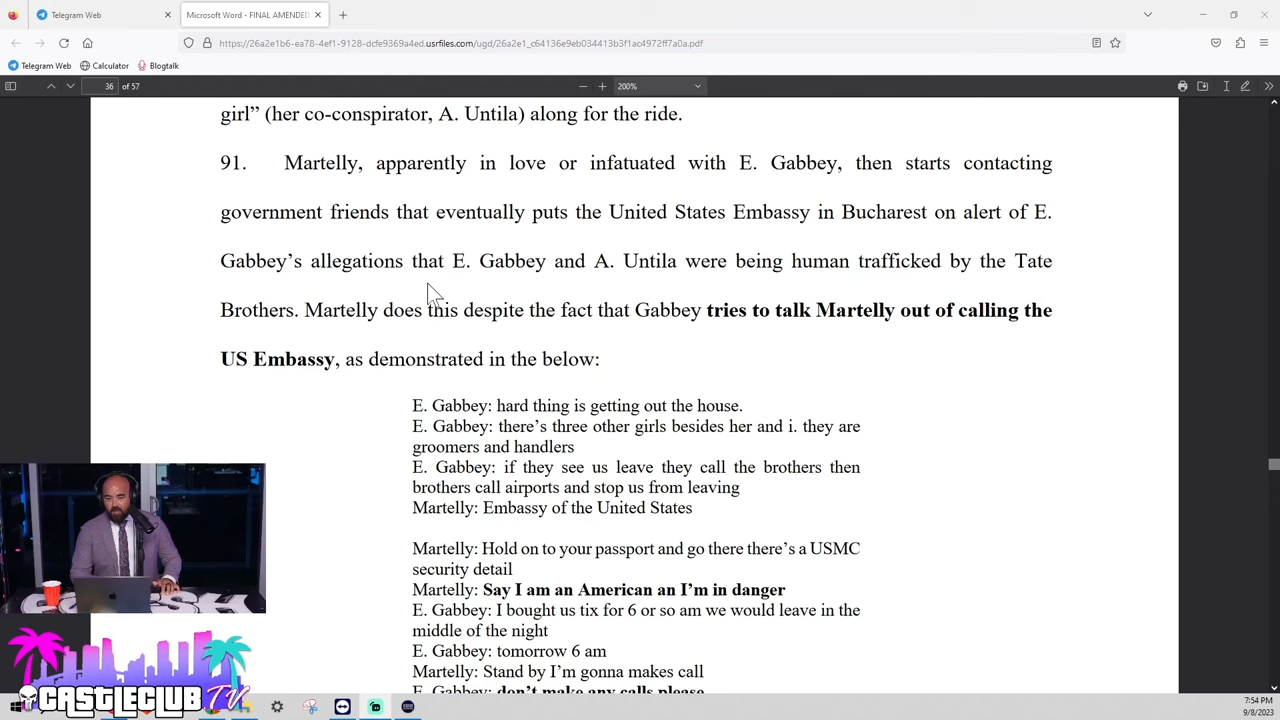 Telegram Web
Microsoft Word - FINAL AMENDED
https://26a2e1b6-ea78-4ef1-9128-dcfe9369a4ed.usrfiles.com/ugd/26a2e1_c64136eeb034413b3f1ac4972ff7a0a.pdf
Telegram Web Calculator Blogtalk
36 of 57 200%
girl” (her co-conspirator, A. Untila) along for the ride.
91. Martelly, apparently in love or infatuated with E. Gabbey, then starts contacting
government friends that eventually puts the United States Embassy in Bucharest on alert of E.
Gabbey’s allegations that E. Gabbey and A. Untila were being human trafficked by the Tate
Brothers. Martelly does this despite the fact that Gabbey tries to talk Martelly out of calling the
US Embassy, as demonstrated in the below:
E. Gabbey: hard thing is getting out the house.
E. Gabbey: there’s three other girls besides her and i. they are
groomers and handlers
E. Gabbey: if they see us leave they call the brothers then
brothers call airports and stop us from leaving
Martelly: Embassy of the United States
Martelly: Hold on to your passport and go there there’s a USMC
security detail
Martelly: Say I am an American an I’m in danger
E. Gabbey: I bought us tix for 6 or so am we would leave in the
middle of the night
E. Gabbey: tomorrow 6 am
Martelly: Stand by I’m gonna makes call
E. Gabbey: don’t make any calls please
CASTLECLUB TV
7:54 PM
9/8/2023